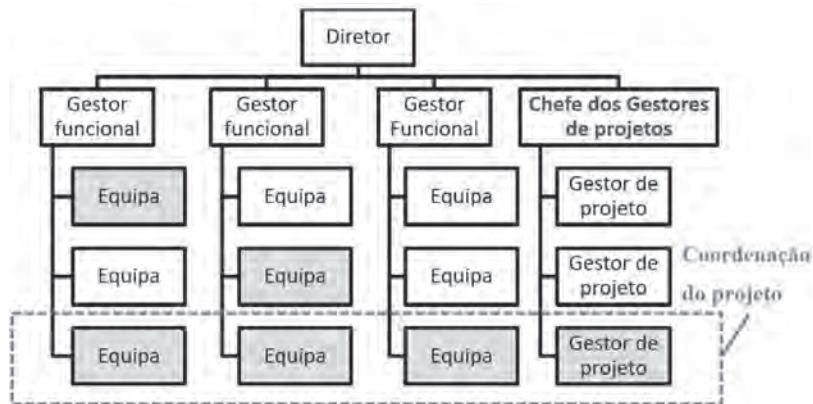 Diretor
Gestor
funcional
Gestor
funcional
Gestor
Funcional
Chefe dos Gestores
de projetos
Equipa
Equipa
Equipa
Gestor de
projeto
Equipa
Equipa
Equipa
Gestor de
projeto
Coordenação
do projeto
Equipa
Equipa
Equipa
Gestor de
projeto